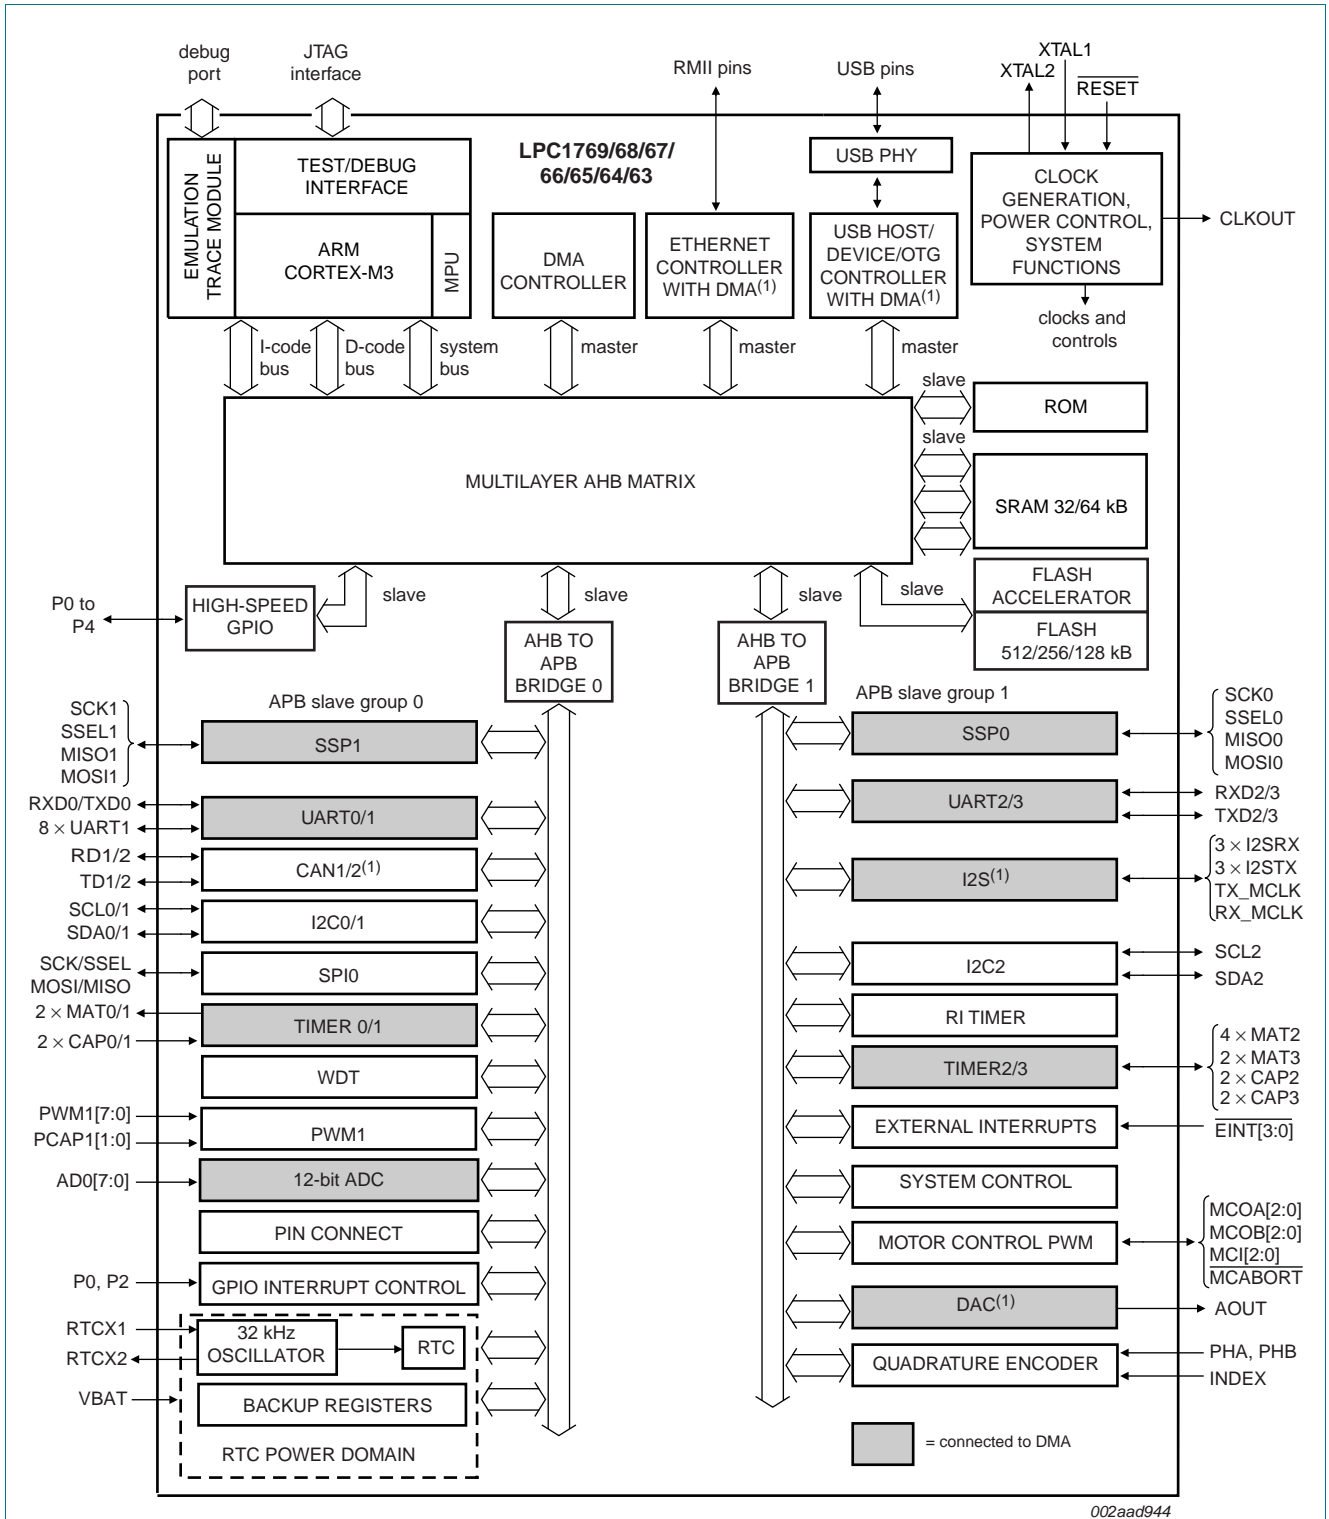 debug
port
JTAG
interface
RMII pins
USB pins
XTAL1
XTAL2
RESET
EMULATION
TRACE MODULE
TEST/DEBUG
INTERFACE
LPC1769/68/67/
66/65/64/63
USB PHY
CLOCK
GENERATION,
POWER CONTROL,
SYSTEM
FUNCTIONS
CLKOUT
ARM
CORTEX-M3
MPU
DMA
CONTROLLER
ETHERNET
CONTROLLER
WITH DMA(1)
USB HOST/
DEVICE/OTG
CONTROLLER
WITH DMA(1)
clocks and
controls
I-code
bus
D-code
bus
system
bus
master
master
master
slave
ROM
slave
MULTILAYER AHB MATRIX
SRAM 32/64 kB
P0 to
P4
HIGH-SPEED
GPIO
slave
slave
slave
slave
FLASH
ACCELERATOR
FLASH
512/256/128 kB
AHB TO
APB
BRIDGE 0
AHB TO
APB
BRIDGE 1
APB slave group 0
APB slave group 1
SCK1
SSEL1
MISO1
MOSI1
SSP1
SSP0
SCK0
SSEL0
MISO0
MOSI0
RXD0/TXD0
8 × UART1
UART0/1
UART2/3
RXD2/3
TXD2/3
RD1/2
TD1/2
CAN1/2(1)
I2S(1)
3 × I2SRX
3 × I2STX
TX_MCLK
RX_MCLK
SCL0/1
SDA0/1
I2C0/1
I2C2
SCL2
SDA2
SCK/SSEL
MOSI/MISO
SPI0
RI TIMER
2 × MAT0/1
2 × CAP0/1
TIMER 0/1
TIMER2/3
4 × MAT2
2 × MAT3
2 × CAP2
2 × CAP3
WDT
EXTERNAL INTERRUPTS
EINT[3:0]
PWM1[7:0]
PCAP1[1:0]
PWM1
SYSTEM CONTROL
AD0[7:0]
12-bit ADC
MOTOR CONTROL PWM
MCOA[2:0]
MCOB[2:0]
MCI[2:0]
MCABORT
PIN CONNECT
P0, P2
GPIO INTERRUPT CONTROL
DAC(1)
AOUT
RTCX1
RTCX2
32 kHz
OSCILLATOR
RTC
QUADRATURE ENCODER
PHA, PHB
INDEX
VBAT
BACKUP REGISTERS
RTC POWER DOMAIN
= connected to DMA
002aad944